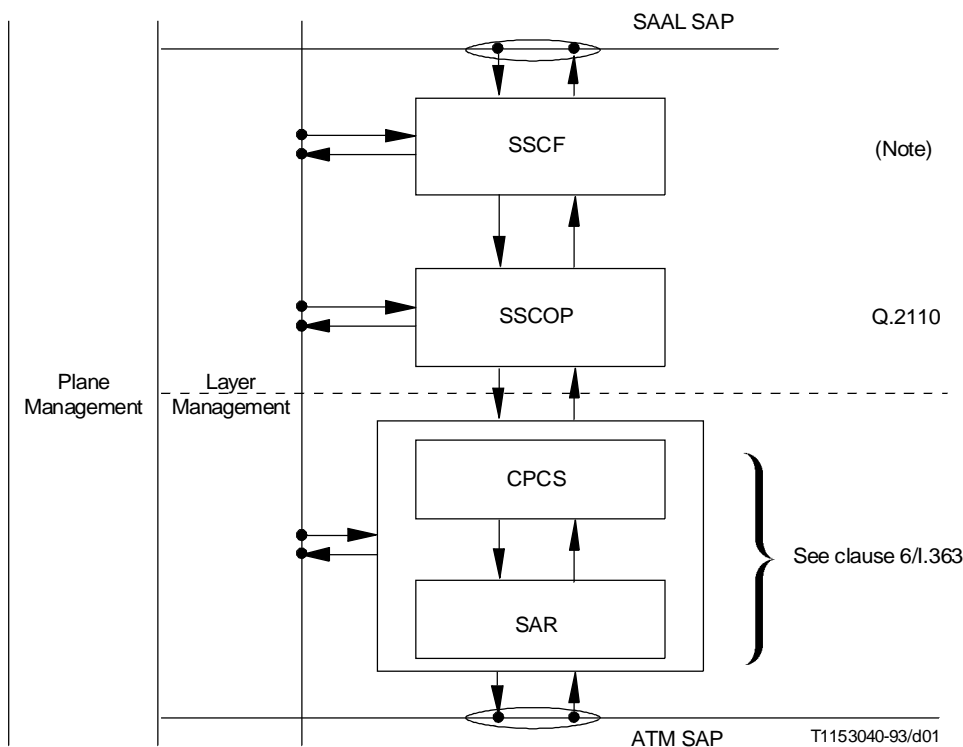 SAAL SAP
SSCF
(Note)
SSCOP
Q.2110
Plane
Management
Layer
Management
CPCS
See clause 6/I.363
SAR
ATM SAP
T1153040-93/d01